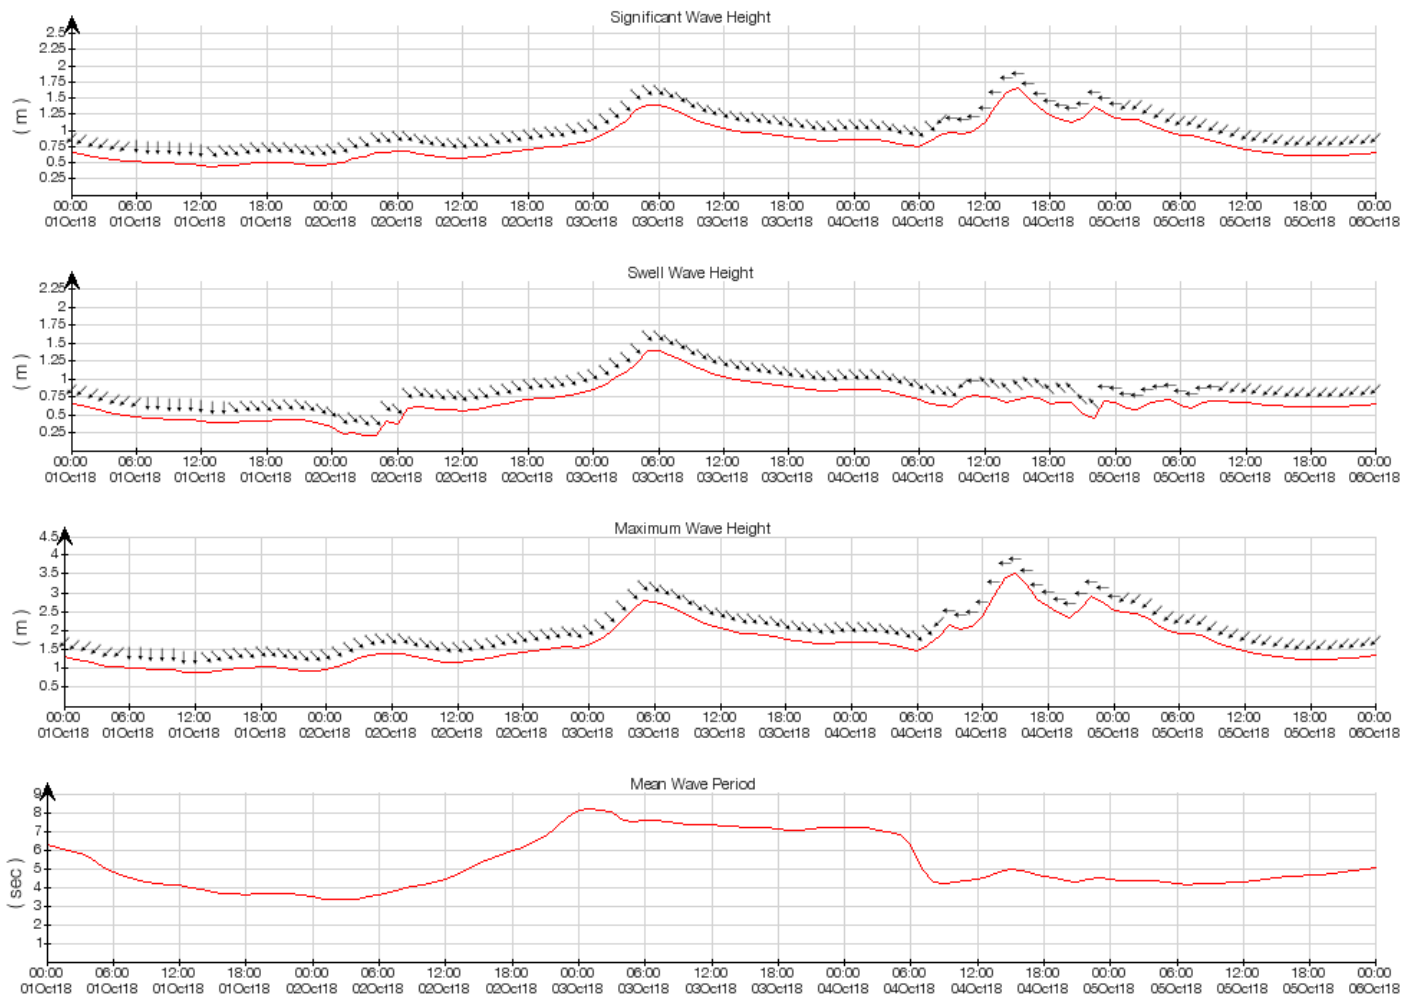 Significant Wave Height
2.5
2.25
2
1.75
1.5
1.25
1
0.75
0.5
0.25
( m )
00:00 06:00 12:00 18:00 00:00 06:00 12:00 18:00 00:00 06:00 12:00 18:00 00:00 06:00 12:00 18:00 00:00 06:00 12:00 18:00 00:00
01Oct18 01Oct18 01Oct18 01Oct18 02Oct18 02Oct18 02Oct18 02Oct18 03Oct18 03Oct18 03Oct18 03Oct18 04Oct18 04Oct18 04Oct18 04Oct18 05Oct18 05Oct18 05Oct18 05Oct18 06Oct18
Swell Wave Height
2.25
2
1.75
1.5
1.25
1
0.75
0.5
0.25
( m )
00:00 06:00 12:00 18:00 00:00 06:00 12:00 18:00 00:00 06:00 12:00 18:00 00:00 06:00 12:00 18:00 00:00 06:00 12:00 18:00 00:00
01Oct18 01Oct18 01Oct18 01Oct18 02Oct18 02Oct18 02Oct18 02Oct18 03Oct18 03Oct18 03Oct18 03Oct18 04Oct18 04Oct18 04Oct18 04Oct18 05Oct18 05Oct18 05Oct18 05Oct18 06Oct18
Maximum Wave Height
4.5
4
3.5
3
2.5
2
1.5
1
0.5
( m )
00:00 06:00 12:00 18:00 00:00 06:00 12:00 18:00 00:00 06:00 12:00 18:00 00:00 06:00 12:00 18:00 00:00 06:00 12:00 18:00 00:00
01Oct18 01Oct18 01Oct18 01Oct18 02Oct18 02Oct18 02Oct18 02Oct18 03Oct18 03Oct18 03Oct18 03Oct18 04Oct18 04Oct18 04Oct18 04Oct18 05Oct18 05Oct18 05Oct18 05Oct18 06Oct18
Mean Wave Period
9
8
7
6
5
4
3
2
1
( sec )
00:00 06:00 12:00 18:00 00:00 06:00 12:00 18:00 00:00 06:00 12:00 18:00 00:00 06:00 12:00 18:00 00:00 06:00 12:00 18:00 00:00
01Oct18 01Oct18 01Oct18 01Oct18 02Oct18 02Oct18 02Oct18 02Oct18 03Oct18 03Oct18 03Oct18 03Oct18 04Oct18 04Oct18 04Oct18 04Oct18 05Oct18 05Oct18 05Oct18 05Oct18 06Oct18